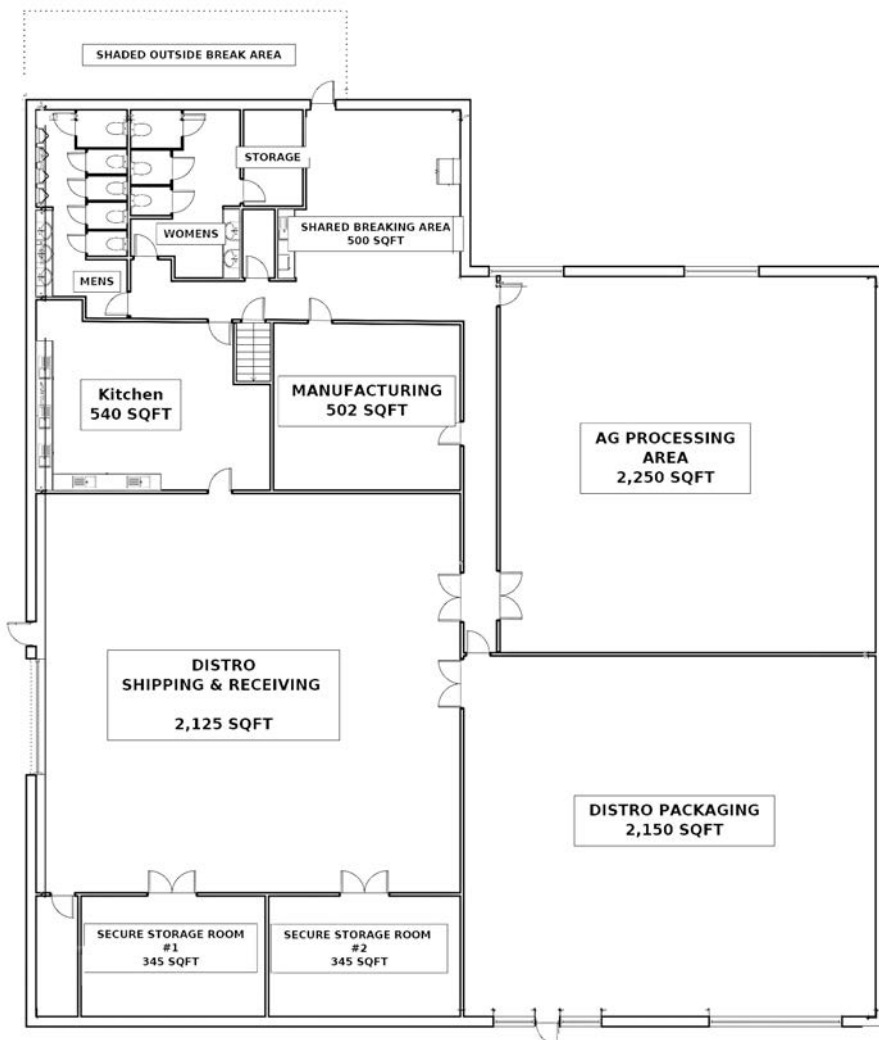 SHADED OUTSIDE BREAK AREA
STORAGE
WOMENS
SHARED BREAKING AREA
500 SQFT
MENS
Kitchen
540 SQFT
MANUFACTURING
502 SQFT
AG PROCESSING
AREA
2,250 SQFT
DISTRO
SHIPPING & RECEIVING
2,125 SQFT
DISTRO PACKAGING
2,150 SQFT
SECURE STORAGE ROOM
#1
345 SQFT
SECURE STORAGE ROOM
#2
345 SQFT